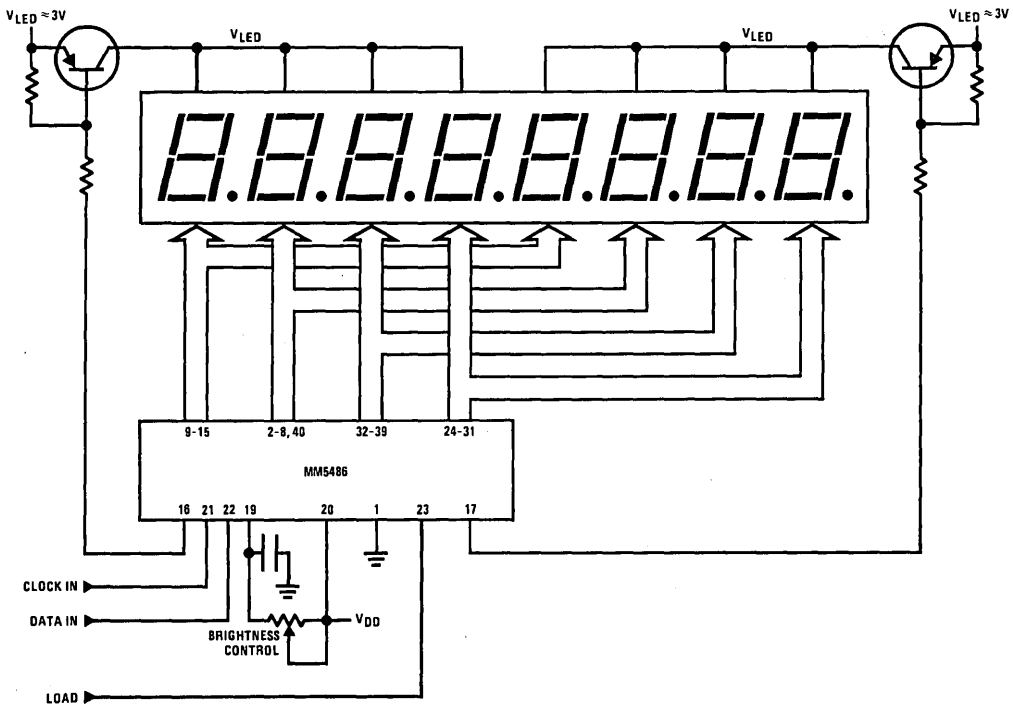 VLED ≈ 3V
VLED
VLED
VLED ≈ 3V
9-15
2-8, 40
32-39
24-31
MM5486
16
21
22
19
20
1
23
17
CLOCK IN
DATA IN
BRIGHTNESS
CONTROL
VDD
LOAD